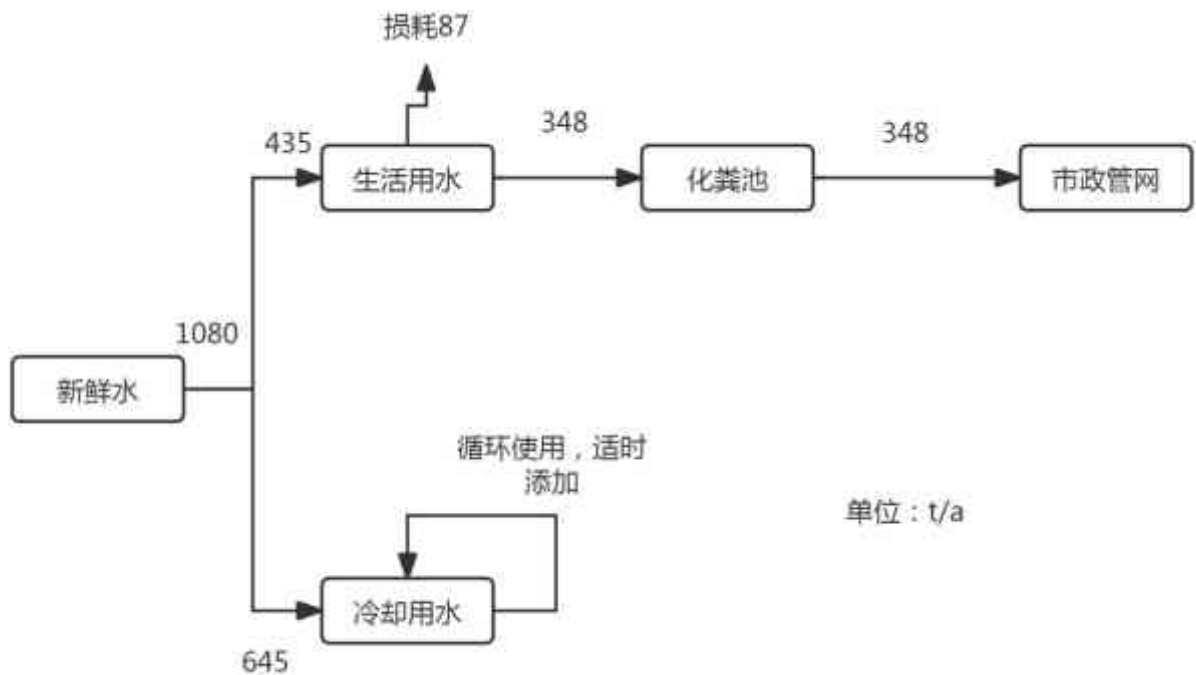 损耗87
435
348
348
生活用水
化粪池
市政管网
1080
新鲜水
循环使用，适时
添加
单位：t/a
冷却用水
645